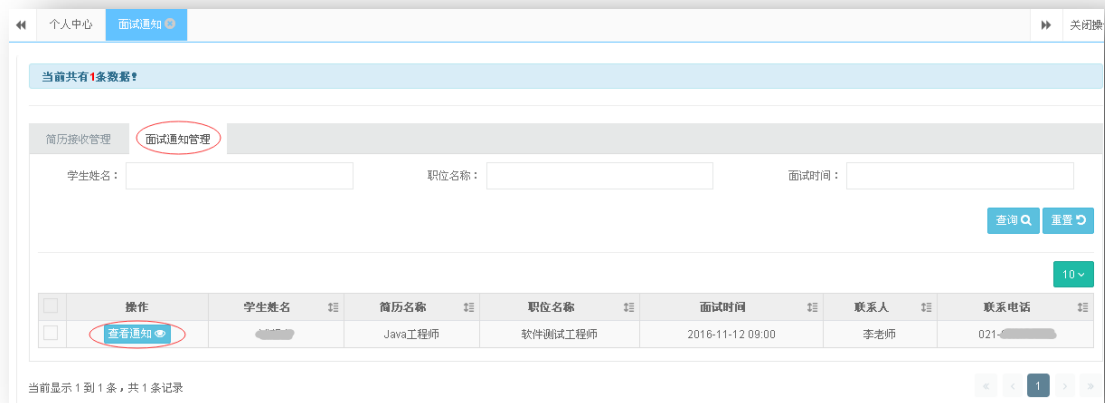 个人中心 面试通知 关闭操
当前共有1条数据!
简历接收管理 面试通知管理
学生姓名： 职位名称： 面试时间：
查询 重置
10
操作 学生姓名 简历名称 职位名称 面试时间 联系人 联系电话
查看通知 Java工程师 软件测试工程师 2016-11-12 09:00 李老师 021-
当前显示 1 到 1 条，共 1 条记录
« ‹ 1 › »